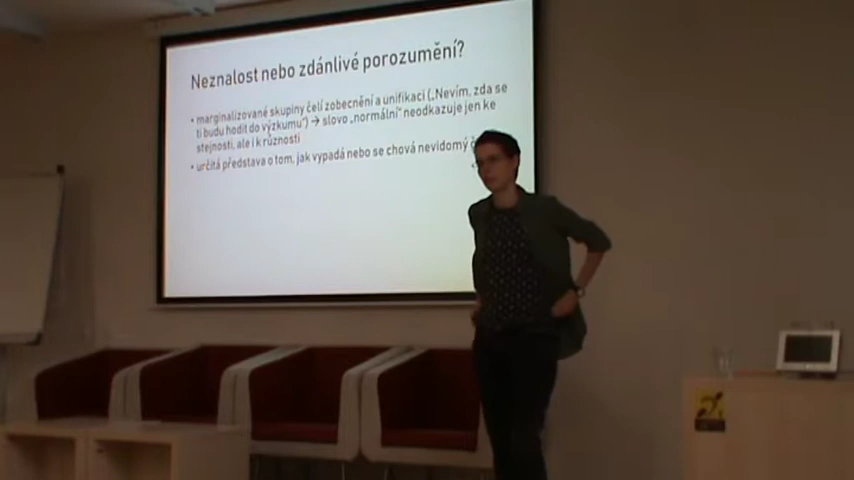 Neznalost nebo zdánlivé porozumění?
• marginalizované skupiny čelí zobecnění a unifikaci („Nevím, zda se
ti budu hodit do výzkumu“) → slovo „normální“ neodkazuje jen ke
stejnosti, ale i k různosti
• určitá představa o tom, jak vypadá nebo se chová nevidomý